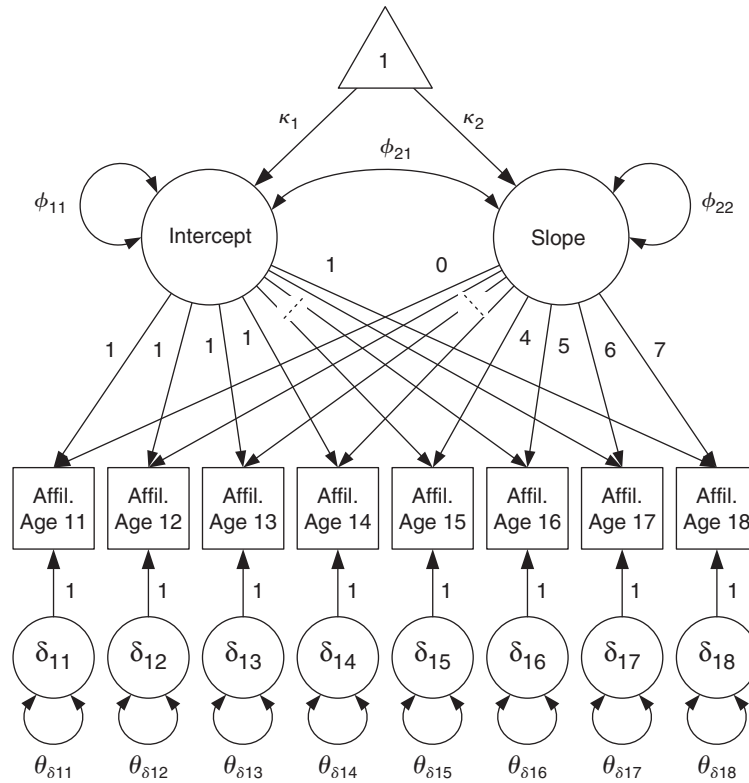 1
κ₁ κ₂
ϕ₂₁
ϕ₁₁ Intercept Slope ϕ₂₂
1 0
1 1 1 1 4 5 6 7
Affil. Affil. Affil. Affil. Affil. Affil. Affil. Affil.
Age 11 Age 12 Age 13 Age 14 Age 15 Age 16 Age 17 Age 18
1 1 1 1 1 1 1 1
δ₁₁ δ₁₂ δ₁₃ δ₁₄ δ₁₅ δ₁₆ δ₁₇ δ₁₈
θδ₁₁ θδ₁₂ θδ₁₃ θδ₁₄ θδ₁₅ θδ₁₆ θδ₁₇ θδ₁₈